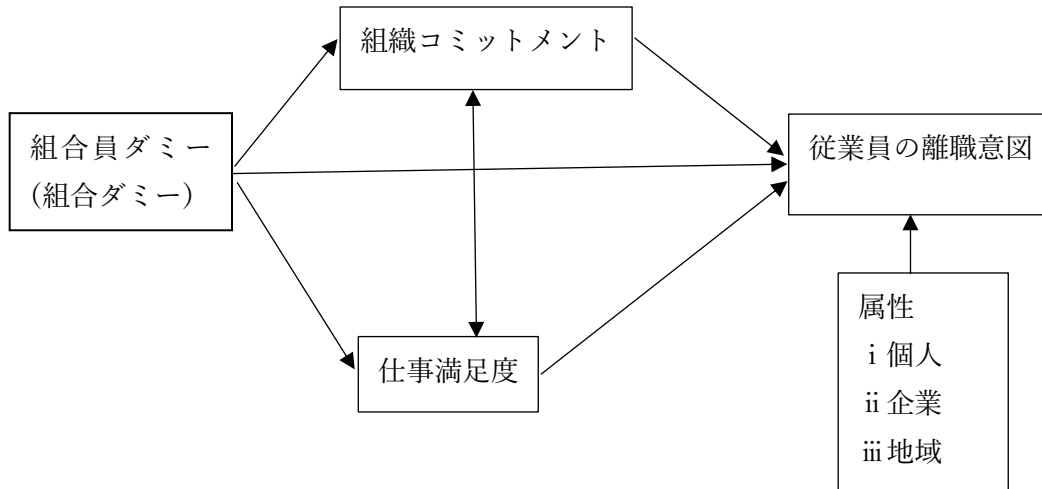 組織コミットメント
組合員ダミー
(組合ダミー)
従業員の離職意図
仕事満足度
属性
ⅰ個人
ⅱ企業
ⅲ地域